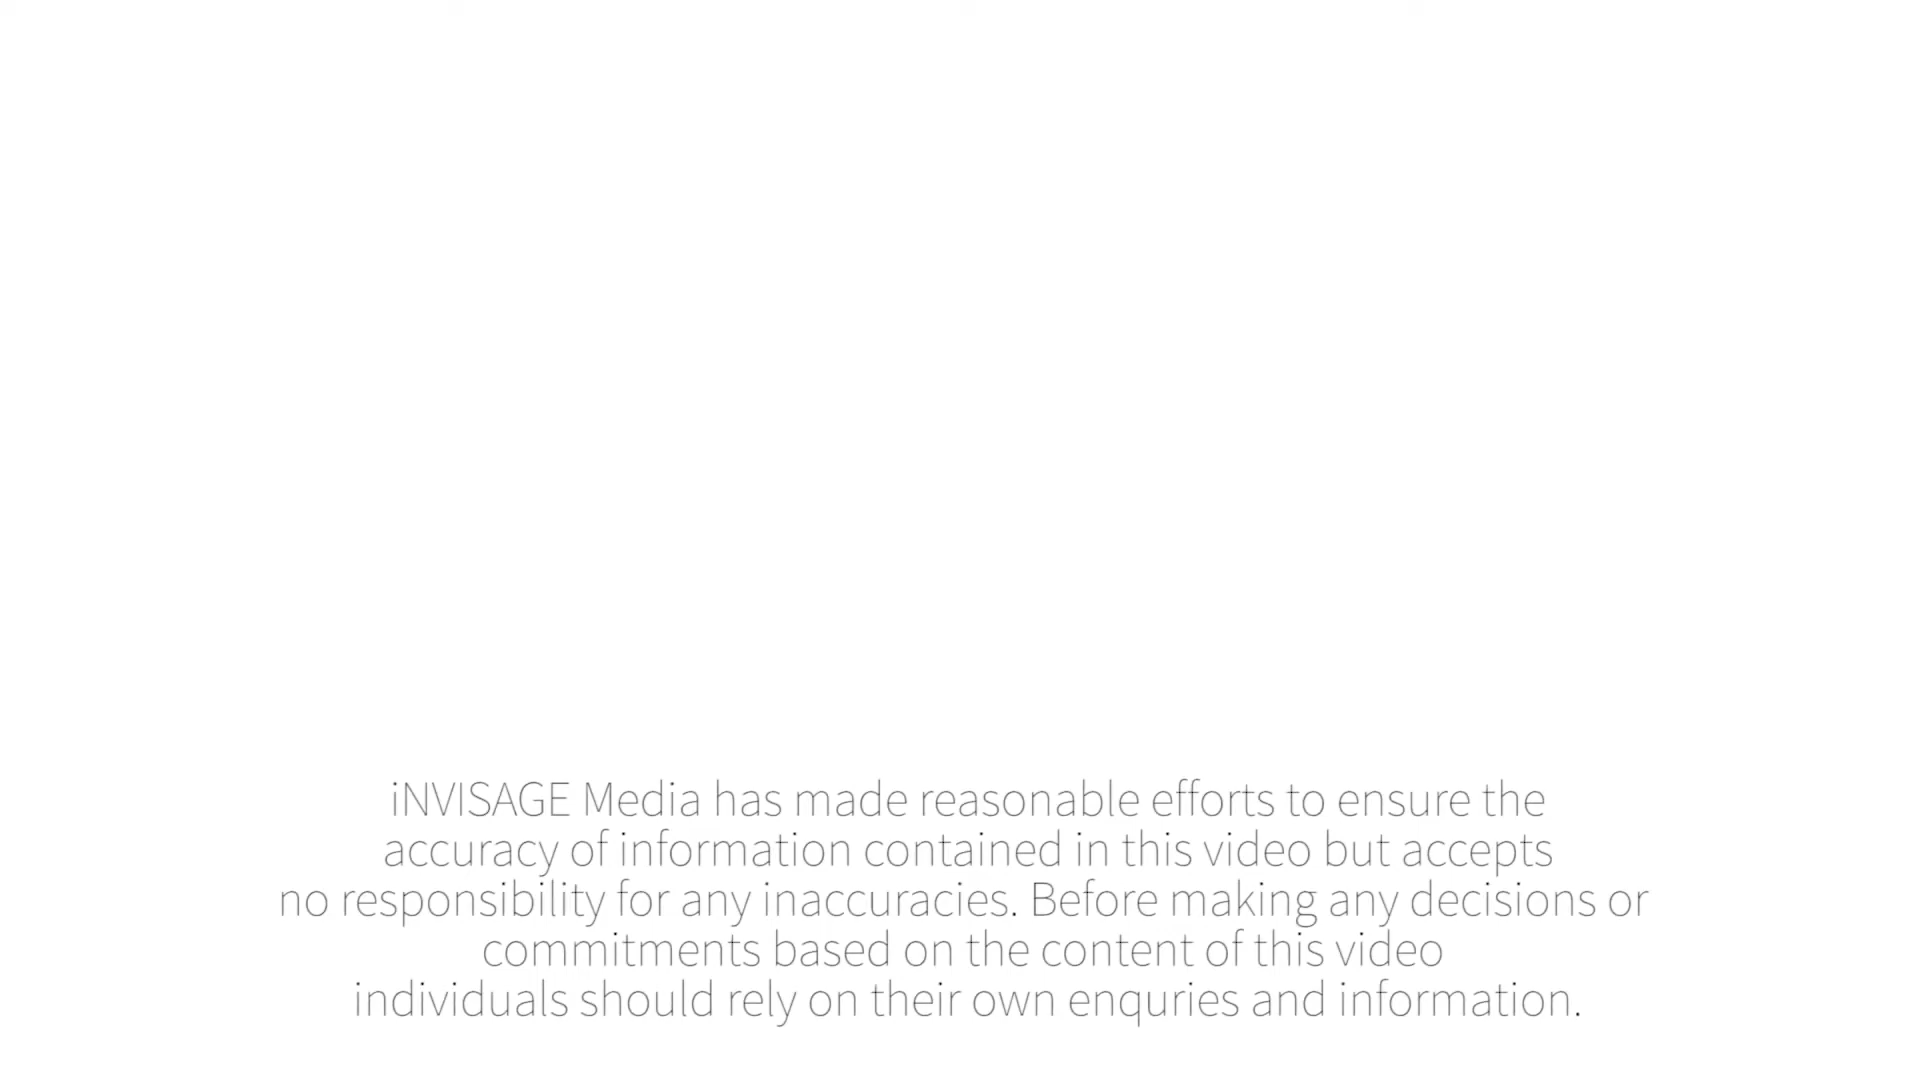 iNVISAGE Media has made reasonable efforts to ensure the
accuracy of information contained in this video but accepts
no responsibility for any inaccuracies. Before making any decisions or
commitments based on the content of this video
individuals should rely on their own enquries and information.